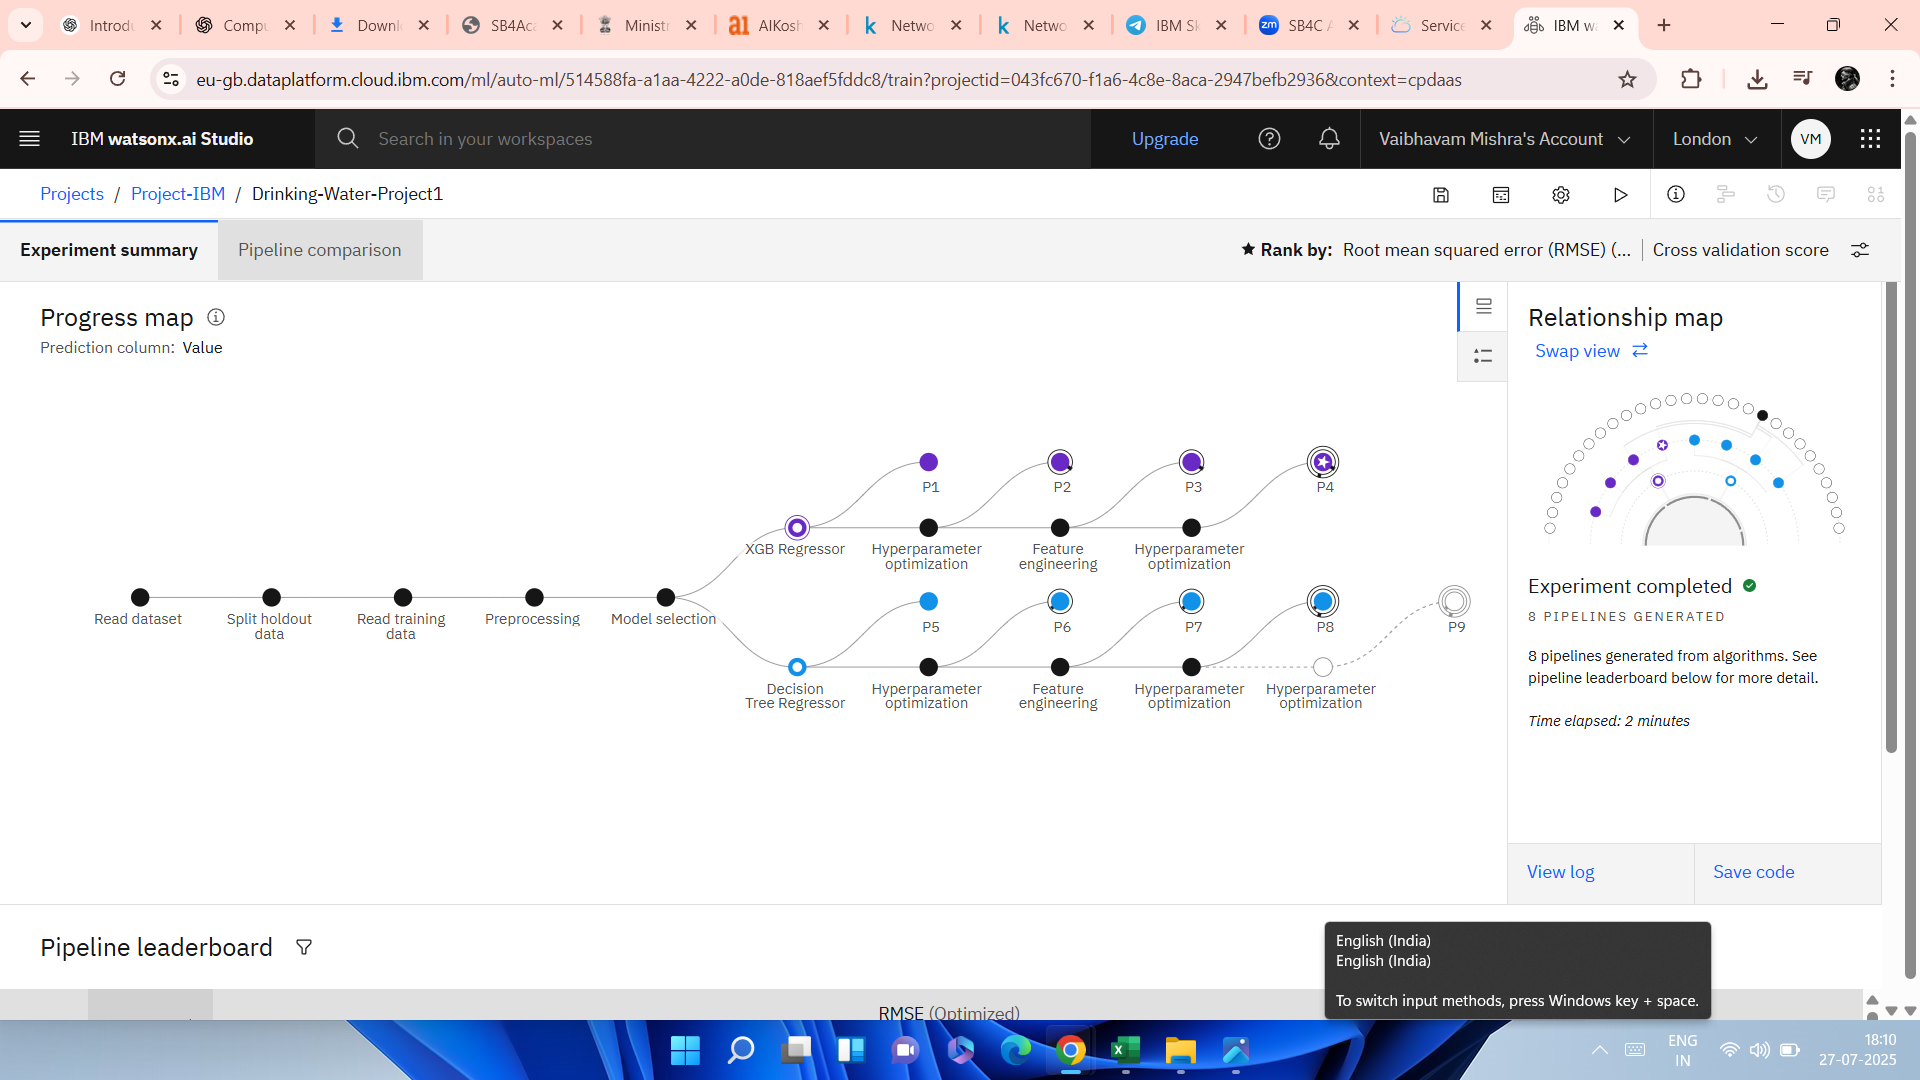 Introdu
Compu
Downl
SB4Aca
Ministr
AIKosh
Netwo
Netwo
IBM Sk
SB4C A
Service
IBM wa
eu-gb.dataplatform.cloud.ibm.com/ml/auto-ml/514588fa-a1aa-4222-a0de-818aef5fddc8/train?projectid=043fc670-f1a6-4c8e-8aca-2947befb2936&context=cpdaas
IBM watsonx.ai Studio
Search in your workspaces
Upgrade
Vaibhavam Mishra's Account
London
VM
Projects / Project-IBM / Drinking-Water-Project1
Experiment summary
Pipeline comparison
Rank by: Root mean squared error (RMSE) (... | Cross validation score
Progress map
Prediction column: Value
P1
P2
P3
P4
XGB Regressor
Hyperparameter
optimization
Feature
engineering
Hyperparameter
optimization
Read dataset
Split holdout
data
Read training
data
Preprocessing
Model selection
P5
P6
P7
P8
P9
Decision
Tree Regressor
Hyperparameter
optimization
Feature
engineering
Hyperparameter
optimization
Hyperparameter
optimization
Relationship map
Swap view
Experiment completed
8 PIPELINES GENERATED
8 pipelines generated from algorithms. See
pipeline leaderboard below for more detail.
Time elapsed: 2 minutes
View log
Save code
Pipeline leaderboard
RMSE (Optimized)
English (India)
English (India)
To switch input methods, press Windows key + space.
ENG
IN
18:10
27-07-2025